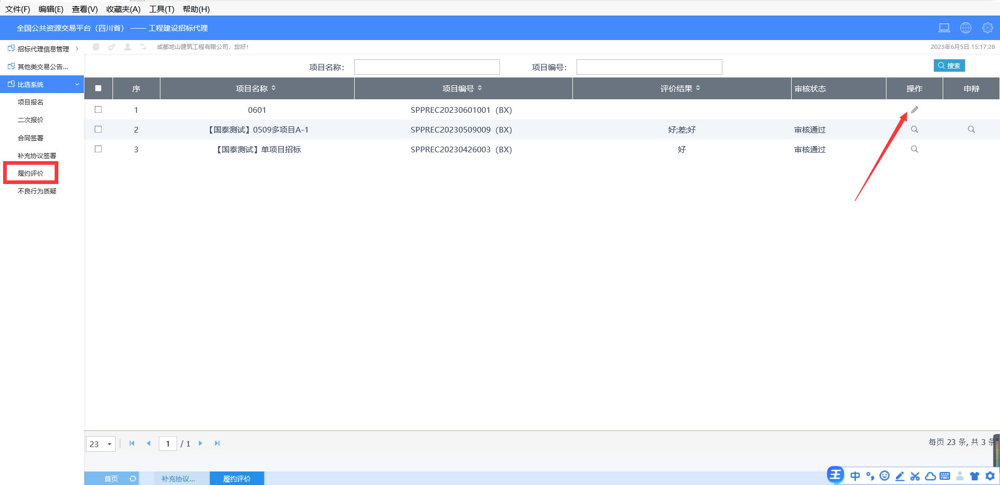 文件(F) 编辑(E) 查看(V) 收藏夹(A) 工具(T) 帮助(H)
全国公共资源交易平台（四川省） —— 工程建设招标代理
招标代理信息管理
其他类交易公告...
比选系统
项目报名
二次报价
合同签署
补充协议签署
履约评价
不良行为质疑
成都地山建筑工程有限公司，您好! 2023年6月5日 15:17:28
项目名称： 项目编号： 搜索
序 项目名称 项目编号 评价结果 审核状态 操作 申辩
1 0601 SPPREC20230601001（BX）
2 【国泰测试】0509多项目A-1 SPPREC20230509009（BX） 好;差;好 审核通过
3 【国泰测试】单项目招标 SPPREC20230426003（BX） 好 审核通过
23 1 / 1 每页 23 条, 共 3 条
首页 补充协议... 履约评价
王 中